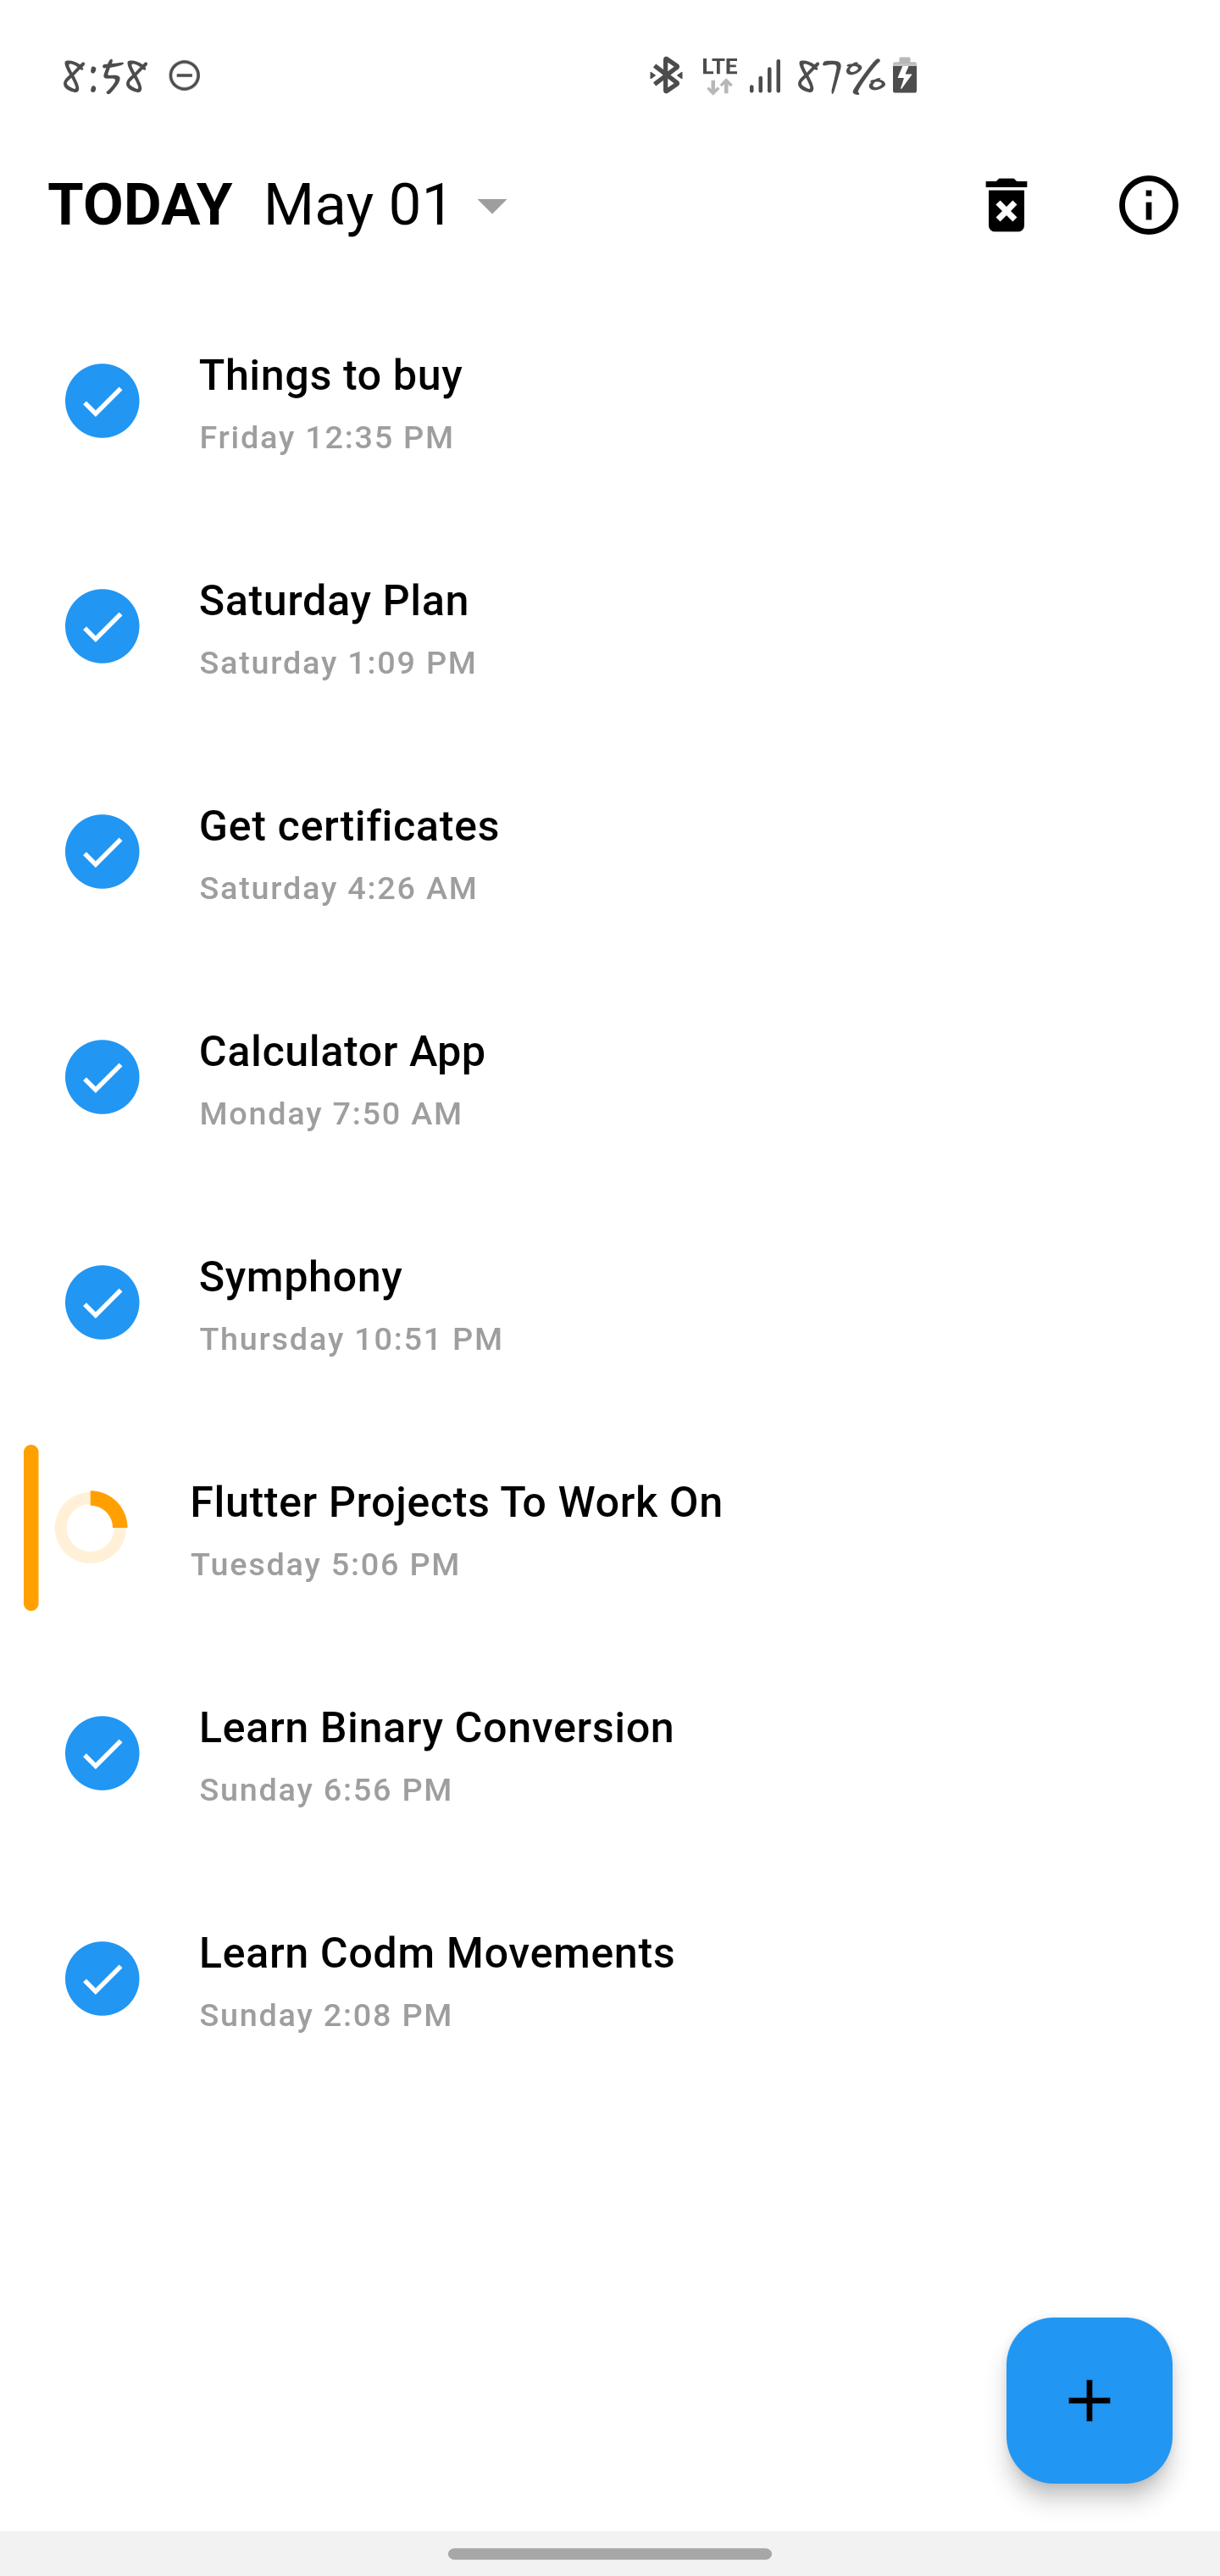 8:58 LTE 87%
TODAY May 01
Things to buy
Friday 12:35 PM
Saturday Plan
Saturday 1:09 PM
Get certificates
Saturday 4:26 AM
Calculator App
Monday 7:50 AM
Symphony
Thursday 10:51 PM
Flutter Projects To Work On
Tuesday 5:06 PM
Learn Binary Conversion
Sunday 6:56 PM
Learn Codm Movements
Sunday 2:08 PM